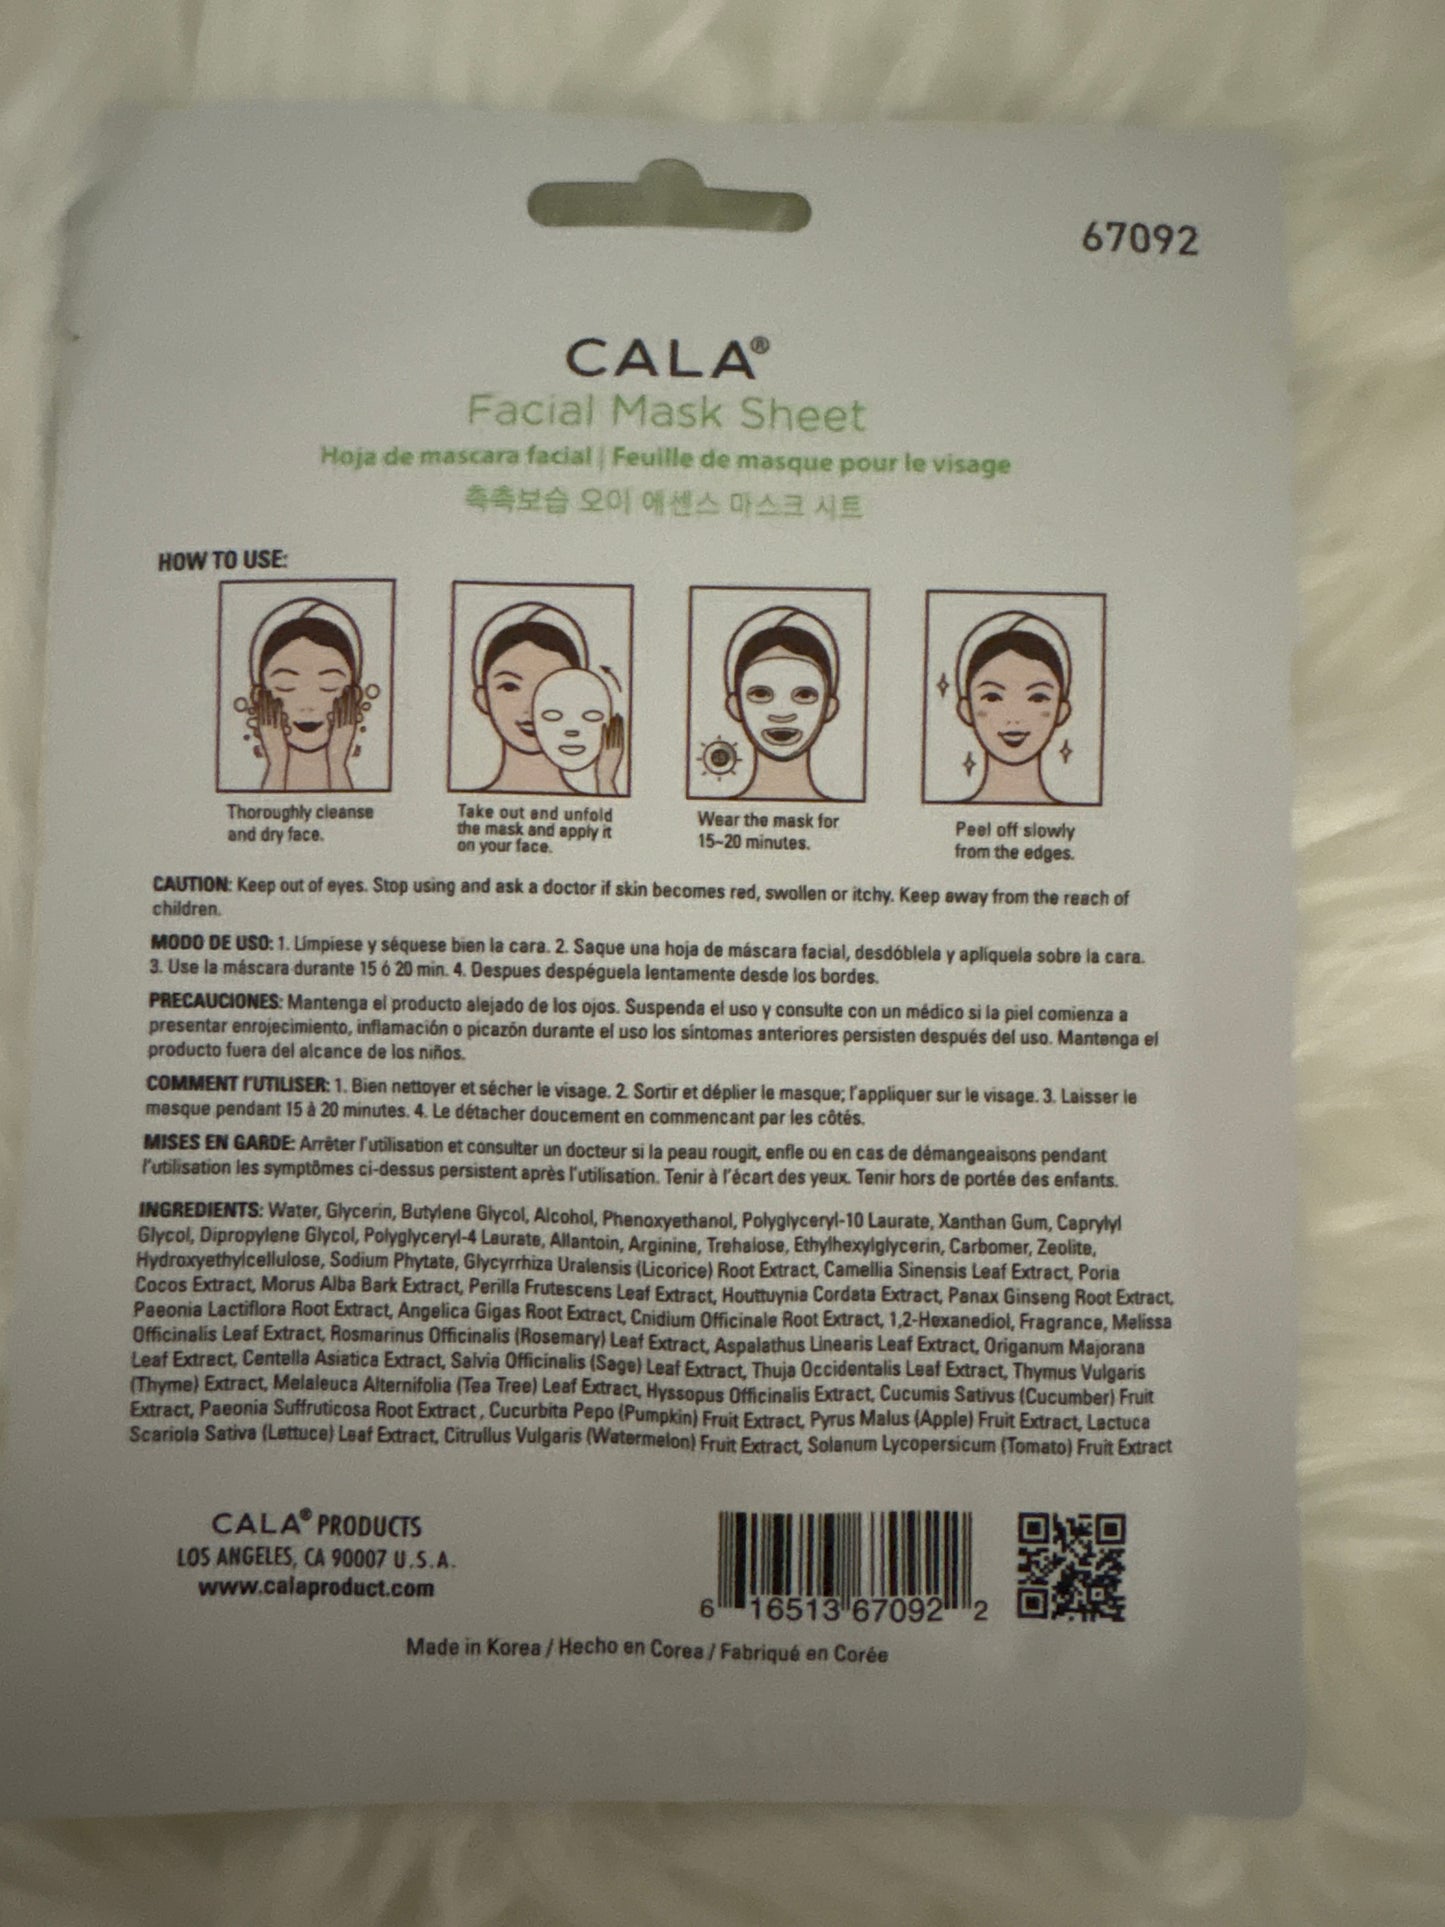 67092
CALA®
Facial Mask Sheet
Hoja de mascara facial | Feuille de masque pour le visage
촉촉보습 오이 에센스 마스크 시트
HOW TO USE:
Thoroughly cleanse
and dry face.
Take out and unfold
the mask and apply it
on your face.
Wear the mask for
15~20 minutes.
Peel off slowly
from the edges.
CAUTION: Keep out of eyes. Stop using and ask a doctor if skin becomes red, swollen or itchy. Keep away from the reach of
children.
MODO DE USO: 1. Límpiese y séquese bien la cara. 2. Saque una hoja de máscara facial, desdóblela y aplíquela sobre la cara.
3. Use la máscara durante 15 ó 20 min. 4. Despues despéguela lentamente desde los bordes.
PRECAUCIONES: Mantenga el producto alejado de los ojos. Suspenda el uso y consulte con un médico si la piel comienza a
presentar enrojecimiento, inflamación o picazón durante el uso los síntomas anteriores persisten después del uso. Mantenga el
producto fuera del alcance de los niños.
COMMENT l'UTILISER: 1. Bien nettoyer et sécher le visage. 2. Sortir et déplier le masque; l'appliquer sur le visage. 3. Laisser le
masque pendant 15 à 20 minutes. 4. Le détacher doucement en commencant par les côtés.
MISES EN GARDE: Arrêter l'utilisation et consulter un docteur si la peau rougit, enfle ou en cas de démangeaisons pendant
l'utilisation les symptômes ci-dessus persistent après l'utilisation. Tenir à l'écart des yeux. Tenir hors de portée des enfants.
INGREDIENTS: Water, Glycerin, Butylene Glycol, Alcohol, Phenoxyethanol, Polyglyceryl-10 Laurate, Xanthan Gum, Caprylyl
Glycol, Dipropylene Glycol, Polyglyceryl-4 Laurate, Allantoin, Arginine, Trehalose, Ethylhexylglycerin, Carbomer, Zeolite,
Hydroxyethylcellulose, Sodium Phytate, Glycyrrhiza Uralensis (Licorice) Root Extract, Camellia Sinensis Leaf Extract, Poria
Cocos Extract, Morus Alba Bark Extract, Perilla Frutescens Leaf Extract, Houttuynia Cordata Extract, Panax Ginseng Root Extract,
Paeonia Lactiflora Root Extract, Angelica Gigas Root Extract, Cnidium Officinale Root Extract, 1,2-Hexanediol, Fragrance, Melissa
Officinalis Leaf Extract, Rosmarinus Officinalis (Rosemary) Leaf Extract, Aspalathus Linearis Leaf Extract, Origanum Majorana
Leaf Extract, Centella Asiatica Extract, Salvia Officinalis (Sage) Leaf Extract, Thuja Occidentalis Leaf Extract, Thymus Vulgaris
(Thyme) Extract, Melaleuca Alternifolia (Tea Tree) Leaf Extract, Hyssopus Officinalis Extract, Cucumis Sativus (Cucumber) Fruit
Extract, Paeonia Suffruticosa Root Extract , Cucurbita Pepo (Pumpkin) Fruit Extract, Pyrus Malus (Apple) Fruit Extract, Lactuca
Scariola Sativa (Lettuce) Leaf Extract, Citrullus Vulgaris (Watermelon) Fruit Extract, Solanum Lycopersicum (Tomato) Fruit Extract
CALA® PRODUCTS
LOS ANGELES, CA 90007 U.S.A.
www.calaproduct.com
6 16513 67092 2
Made in Korea / Hecho en Corea / Fabriqué en Corée